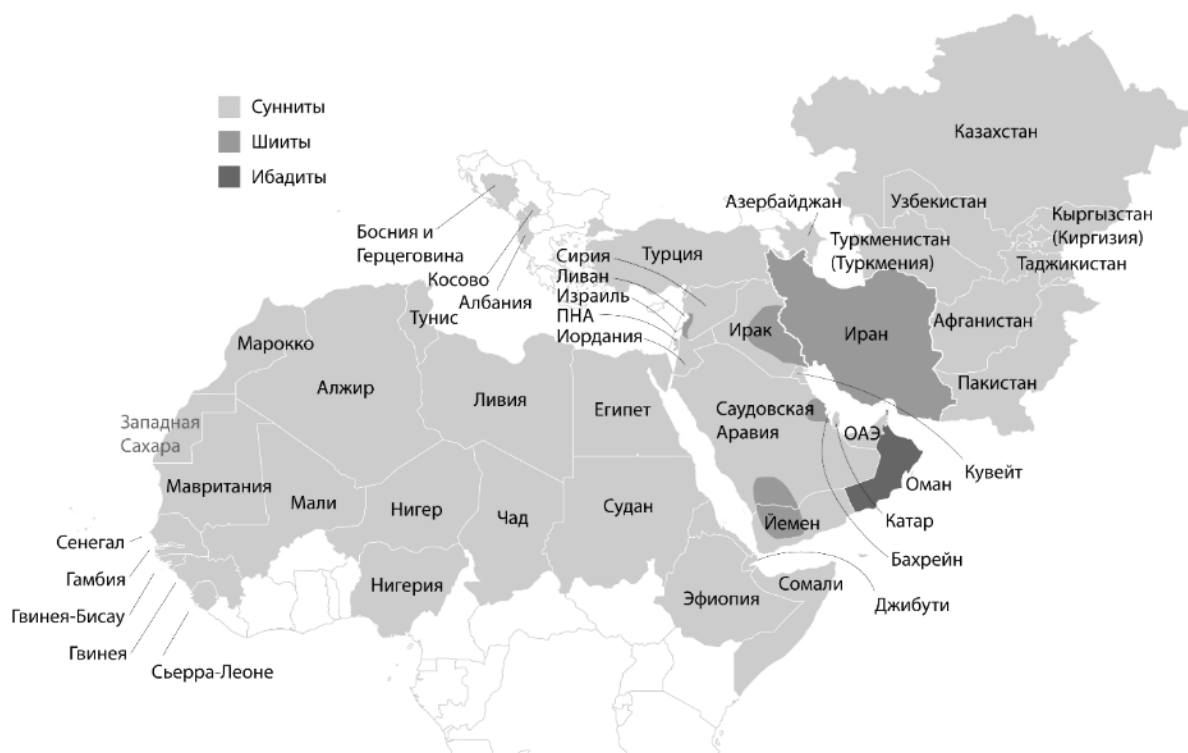 Сунниты
Шииты
Ибадиты
Казахстан
Азербайджан
Узбекистан
Кыргызстан
(Киргизия)
Туркменистан
(Туркмения)
Таджикистан
Босния и
Герцеговина
Косово
Албания
Турция
Сирия
Ливан
Израиль
ПНА
Иордания
Ирак
Иран
Афганистан
Пакистан
Тунис
Марокко
Алжир
Ливия
Египет
Саудовская
Аравия
ОАЭ
Кувейт
Оман
Катар
Бахрейн
Западная
Сахара
Мавритания
Мали
Нигер
Чад
Судан
Йемен
Сенегал
Гамбия
Гвинея-Бисау
Гвинея
Сьерра-Леоне
Нигерия
Эфиопия
Сомали
Джибути